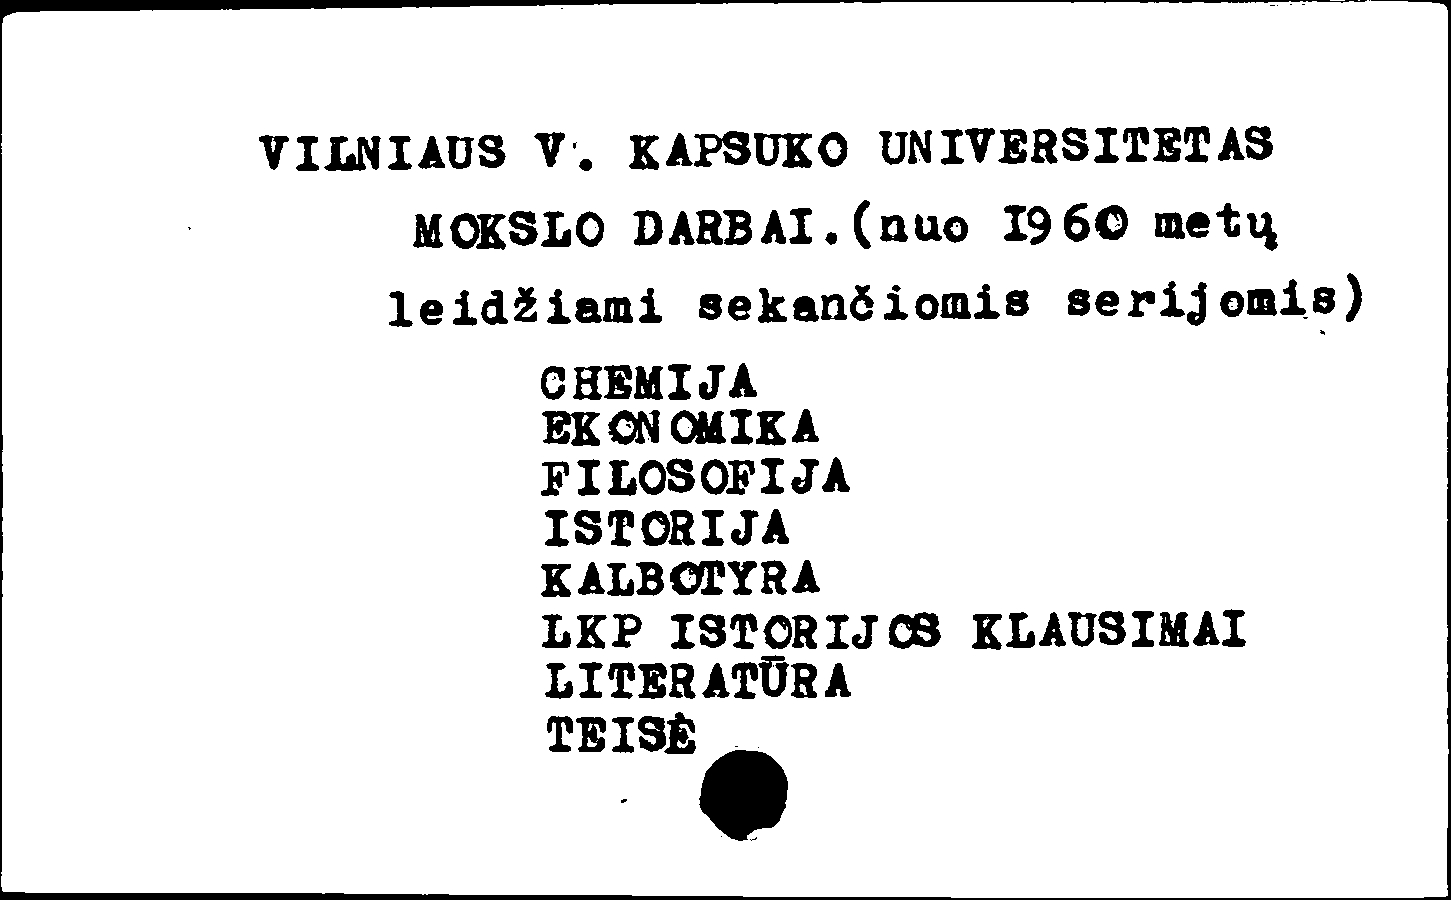 VILNIAUS V. KAPSUKO UNIVERSITETAS
MOKSLO DARBAI.(nuo I960 metų
leidžiami sekančiomis serijomis)
CHEMIJA
EKONOMIKA
FILOSOFIJA
ISTORIJA
KALBOTYRA
LKP ISTORIJOS KLAUSIMAI
LITERATŪRA
TEISĖ